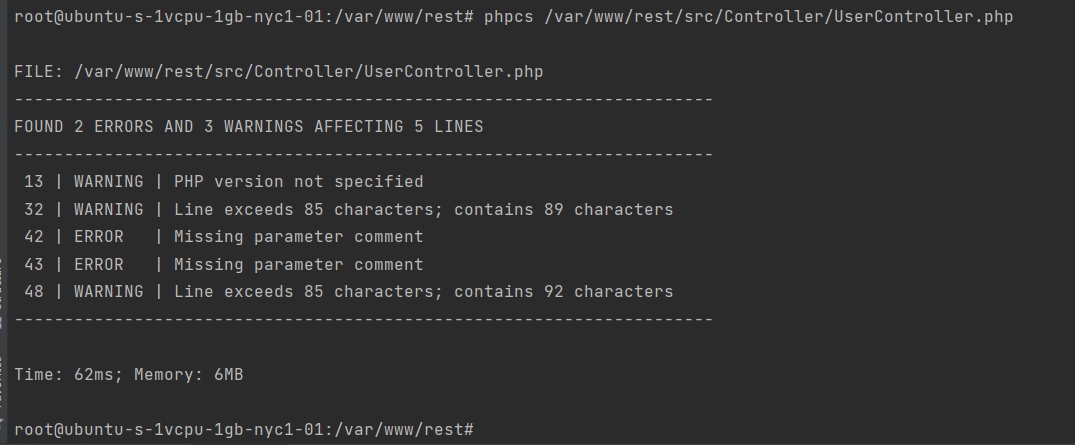 root@ubuntu-s-1vcpu-1gb-nyc1-01:/var/www/rest# phpcs /var/www/rest/src/Controller/UserController.php
FILE: /var/www/rest/src/Controller/UserController.php
----------------------------------------------------------------------
FOUND 2 ERRORS AND 3 WARNINGS AFFECTING 5 LINES
----------------------------------------------------------------------
 13 | WARNING | PHP version not specified
 32 | WARNING | Line exceeds 85 characters; contains 89 characters
 42 | ERROR   | Missing parameter comment
 43 | ERROR   | Missing parameter comment
 48 | WARNING | Line exceeds 85 characters; contains 92 characters
----------------------------------------------------------------------
Time: 62ms; Memory: 6MB
root@ubuntu-s-1vcpu-1gb-nyc1-01:/var/www/rest#